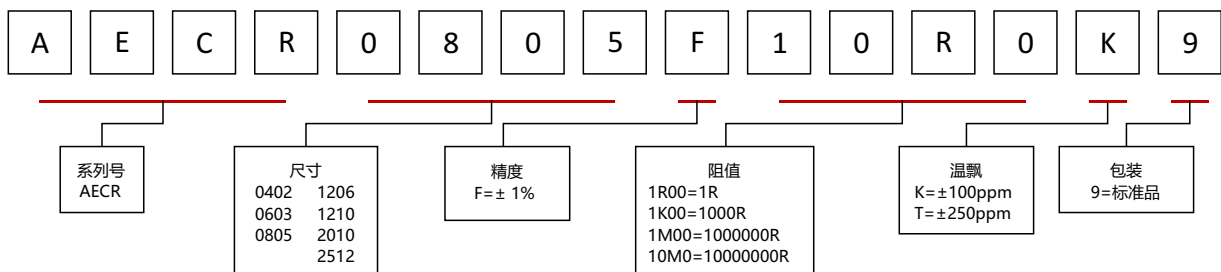 A E C R 0 8 0 5 F 1 0 R 0 K 9
系列号
AECR
尺寸
0402 1206
0603 1210
0805 2010
2512
精度
F=± 1%
阻值
1R00=1R
1K00=1000R
1M00=1000000R
10M0=10000000R
温飘
K=±100ppm
T=±250ppm
包装
9=标准品